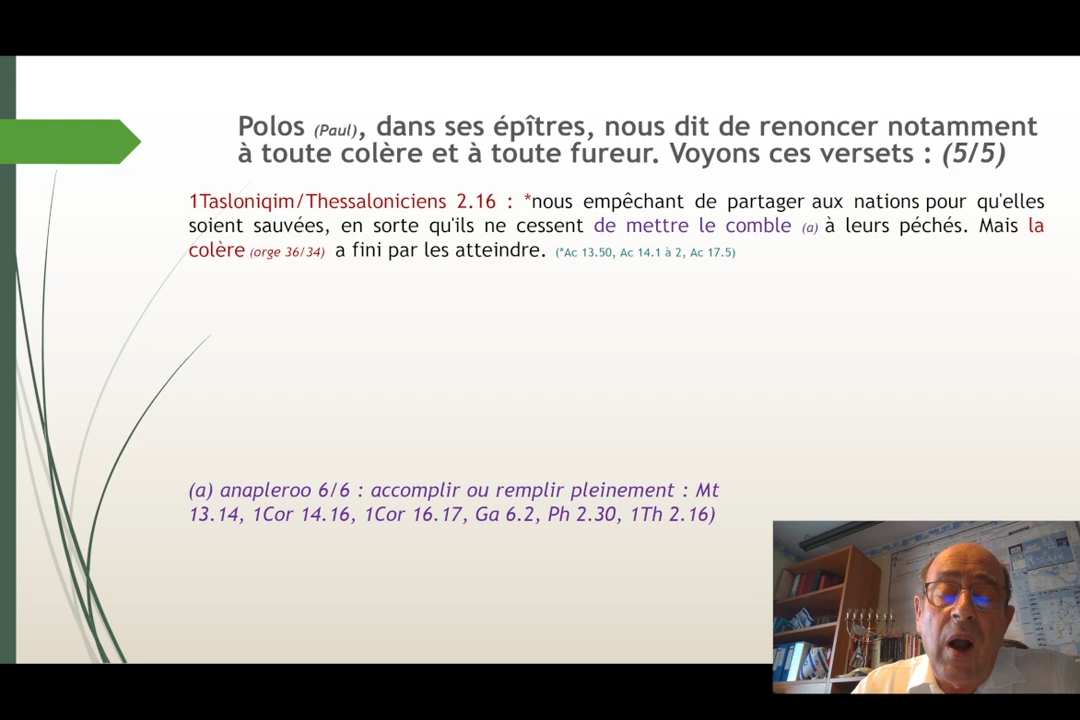 Polos (Paul), dans ses épîtres, nous dit de renoncer notamment
à toute colère et à toute fureur. Voyons ces versets : (5/5)
1Tasloniqim/Thessaloniciens 2.16 : *nous empêchant de partager aux nations pour qu'elles
soient sauvées, en sorte qu'ils ne cessent de mettre le comble (a) à leurs péchés. Mais la
colère (orge 36/34) a fini par les atteindre. (*Ac 13.50, Ac 14.1 à 2, Ac 17.5)
(a) anapleroo 6/6 : accomplir ou remplir pleinement : Mt
13.14, 1Cor 14.16, 1Cor 16.17, Ga 6.2, Ph 2.30, 1Th 2.16)